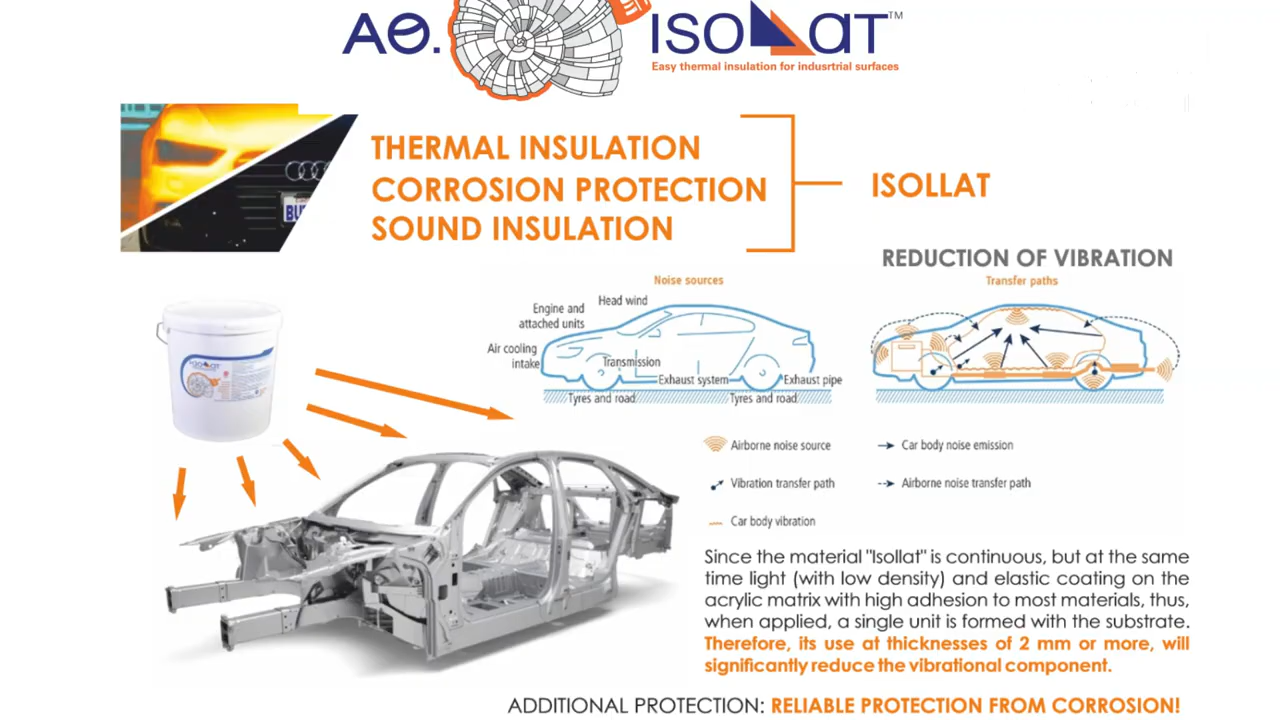 AΘ.
ISOLLAT™
Easy thermal insulation for indusrtrial surfaces
THERMAL INSULATION
CORROSION PROTECTION
SOUND INSULATION
ISOLLAT
REDUCTION OF VIBRATION
Noise sources
Transfer paths
Head wind
Engine and
attached units
Air cooling
intake
Transmission
Exhaust system
Exhaust pipe
Tyres and road
Tyres and road
ISOLLAT
Airborne noise source
Car body noise emission
Vibration transfer path
Airborne noise transfer path
Car body vibration
Since the material "Isollat" is continuous, but at the same
time light (with low density) and elastic coating on the
acrylic matrix with high adhesion to most materials, thus,
when applied, a single unit is formed with the substrate.
Therefore, its use at thicknesses of 2 mm or more, will
significantly reduce the vibrational component.
ADDITIONAL PROTECTION: RELIABLE PROTECTION FROM CORROSION!